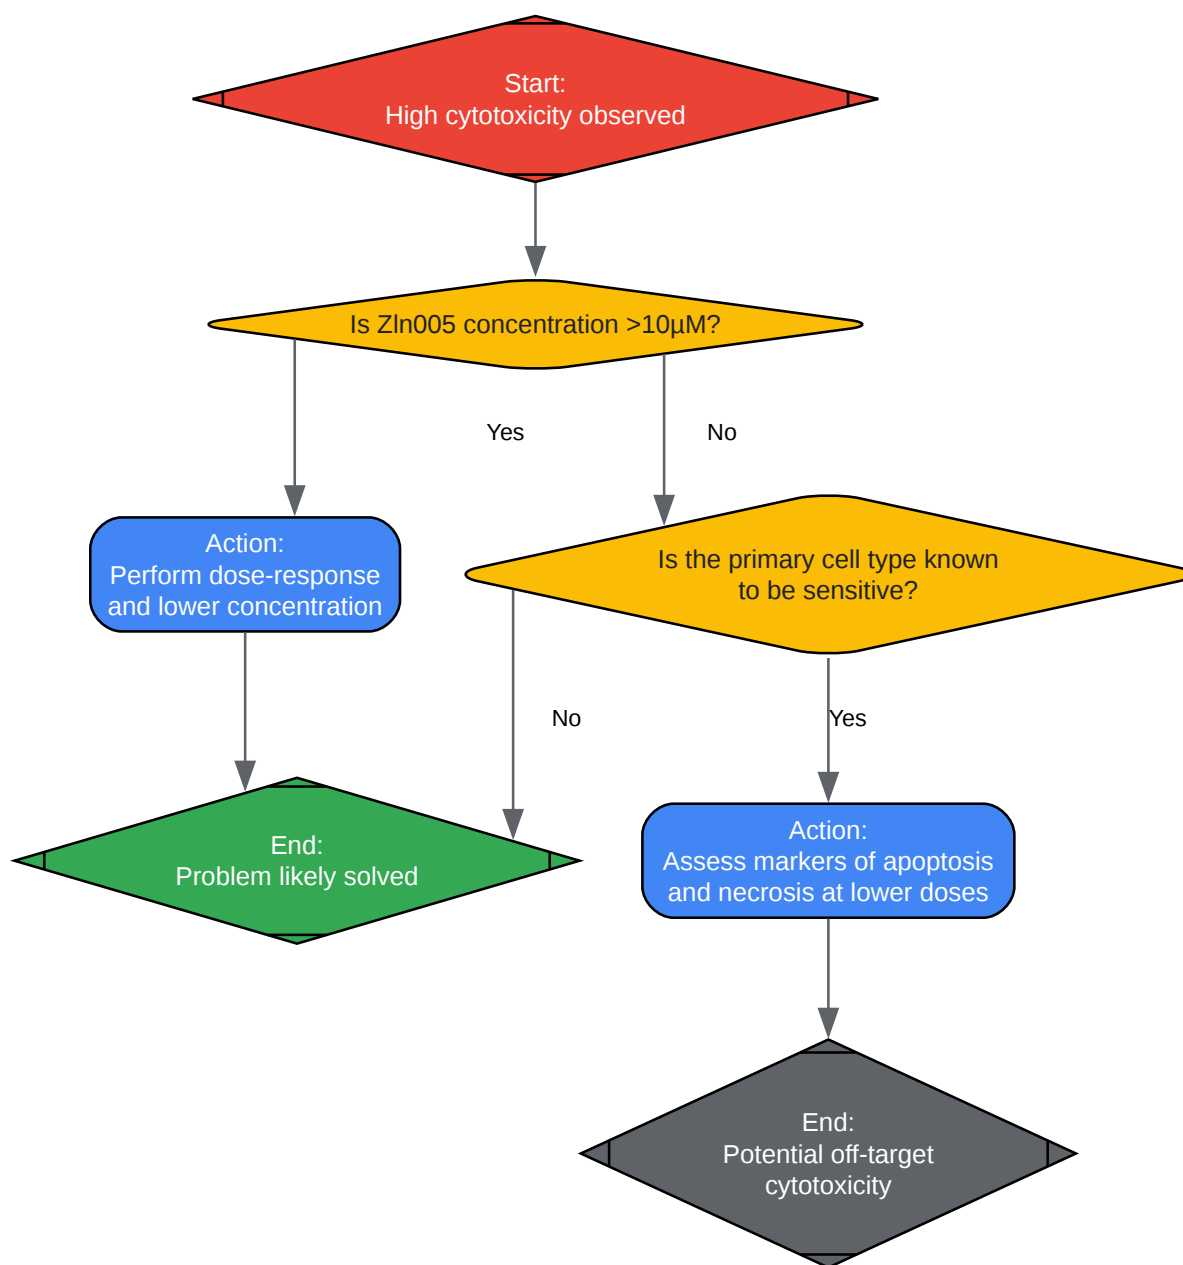 Start:
High cytotoxicity observed
Is Zln005 concentration >10µM?
Yes
No
Action:
Perform dose-response
and lower concentration
Is the primary cell type known
to be sensitive?
No
Yes
End:
Problem likely solved
Action:
Assess markers of apoptosis
and necrosis at lower doses
End:
Potential off-target
cytotoxicity